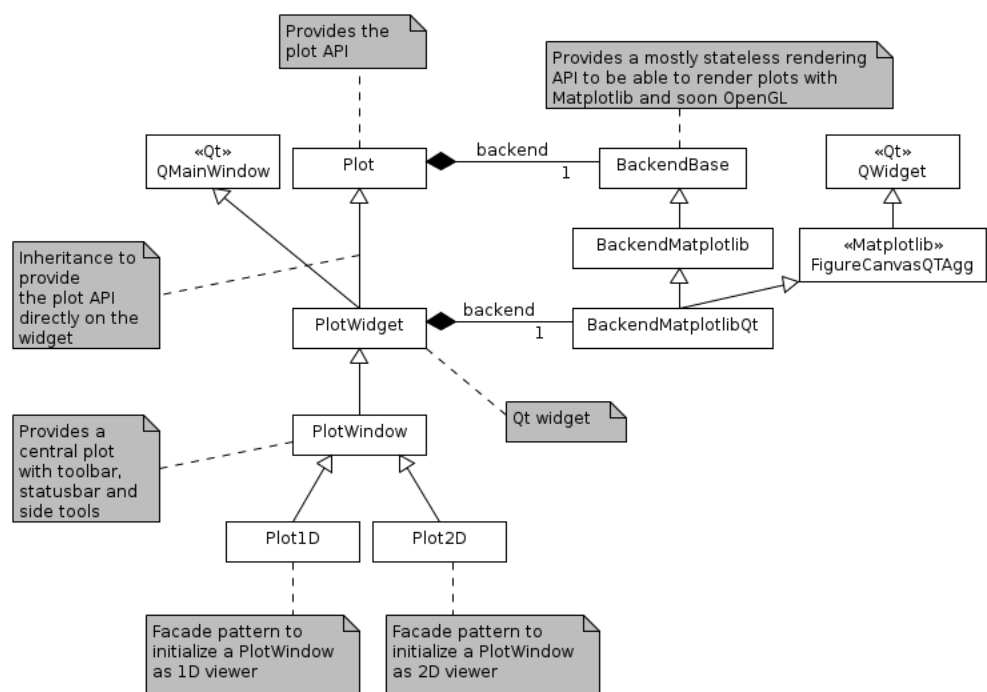 Provides the
plot API
Provides a mostly stateless rendering
API to be able to render plots with
Matplotlib and soon OpenGL
«Qt»
QMainWindow
Plot
backend
1
BackendBase
«Qt»
QWidget
BackendMatplotlib
«Matplotlib»
FigureCanvasQTAgg
Inheritance to
provide
the plot API
directly on the
widget
PlotWidget
backend
1
BackendMatplotlibQt
Qt widget
Provides a
central plot
with toolbar,
statusbar and
side tools
PlotWindow
Plot1D
Plot2D
Facade pattern to
initialize a PlotWindow
as 1D viewer
Facade pattern to
initialize a PlotWindow
as 2D viewer